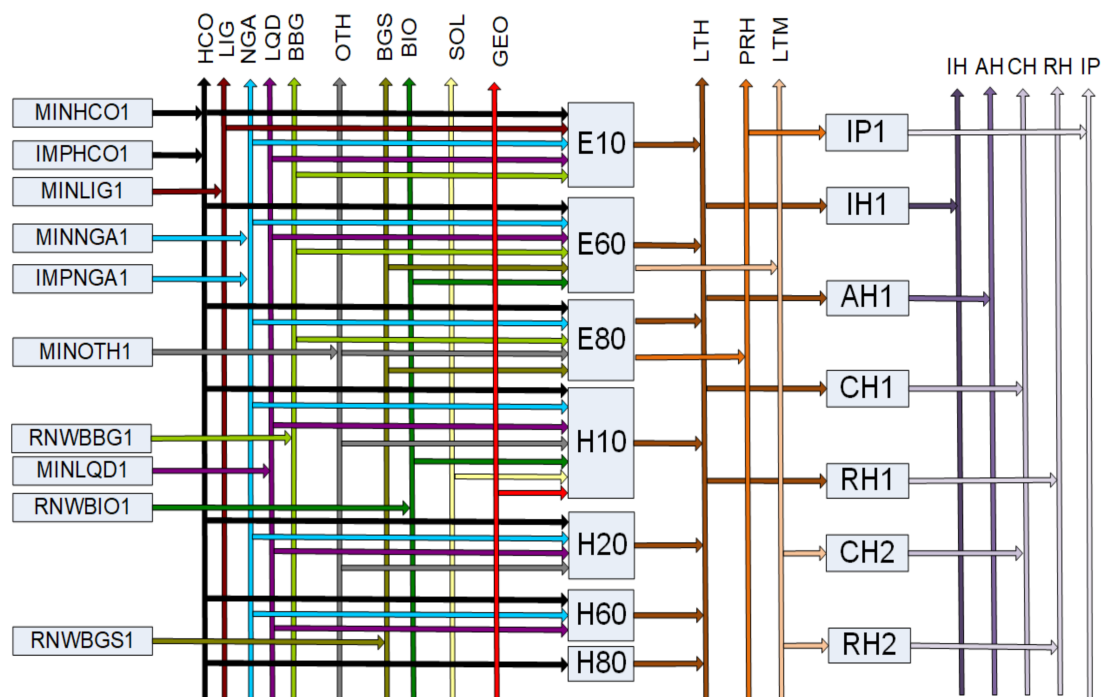 HCO
LIG
NGA
LQD
BBG
OTH
BGS
BIO
SOL
GEO
LTH
PRH
LTM
IH
AH
CH
RH
IP
MINHCO1
IMPHCO1
MINLIG1
MINNGA1
IMPNGA1
MINOTH1
RNWBBG1
MINLQD1
RNWBIO1
RNWBGS1
E10
E60
E80
H10
H20
H60
H80
IP1
IH1
AH1
CH1
RH1
CH2
RH2